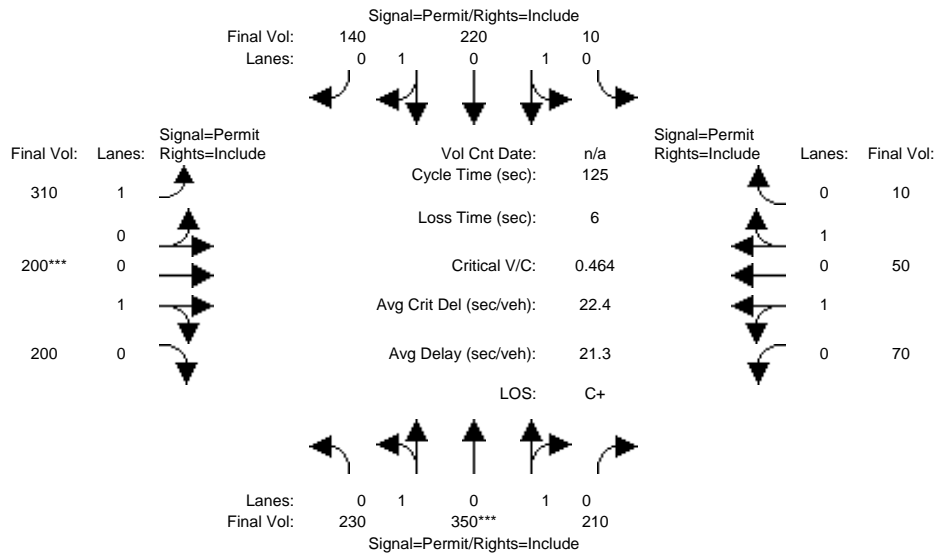 Signal=Permit/Rights=Include
Final Vol: 140 220 10
Lanes: 0 1 0 1 0
Signal=Permit Signal=Permit
Final Vol: Lanes: Rights=Include Vol Cnt Date: n/a Rights=Include Lanes: Final Vol:
Cycle Time (sec): 125
310 1 0 10
Loss Time (sec): 6
0 1
200*** 0 Critical V/C: 0.464 0 50
1 Avg Crit Del (sec/veh): 22.4 1
200 0 Avg Delay (sec/veh): 21.3 0 70
LOS: C+
Lanes: 0 1 0 1 0
Final Vol: 230 350*** 210
Signal=Permit/Rights=Include